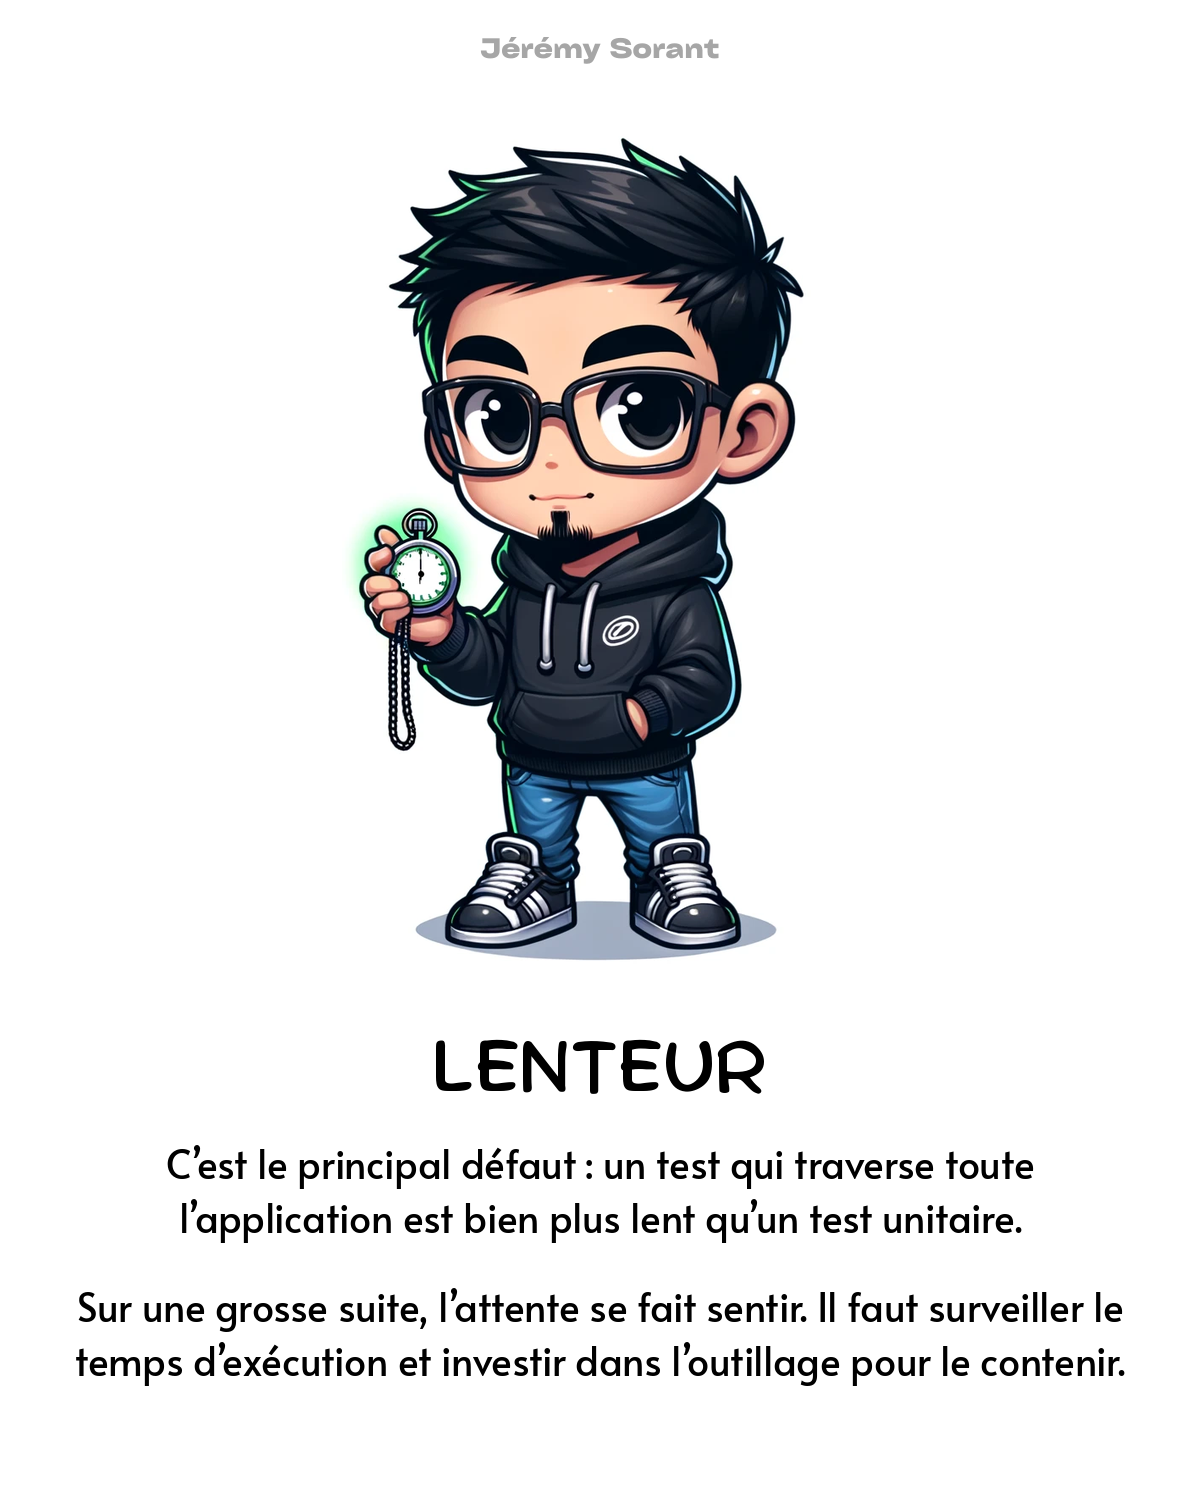 Jérémy Sorant
LENTEUR
C’est le principal défaut : un test qui traverse toute
l’application est bien plus lent qu’un test unitaire.
Sur une grosse suite, l’attente se fait sentir. Il faut surveiller le
temps d’exécution et investir dans l’outillage pour le contenir.